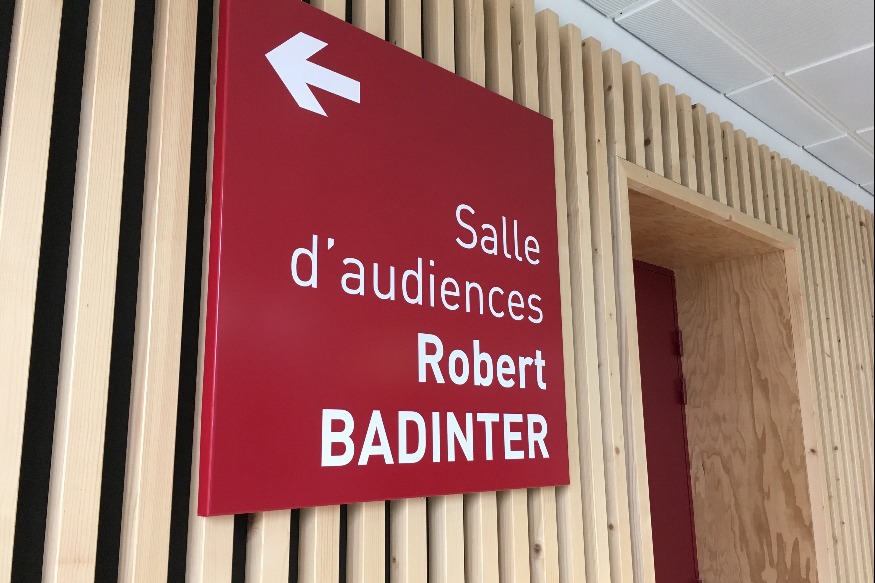 Salle
d'audiences
Robert
BADINTER